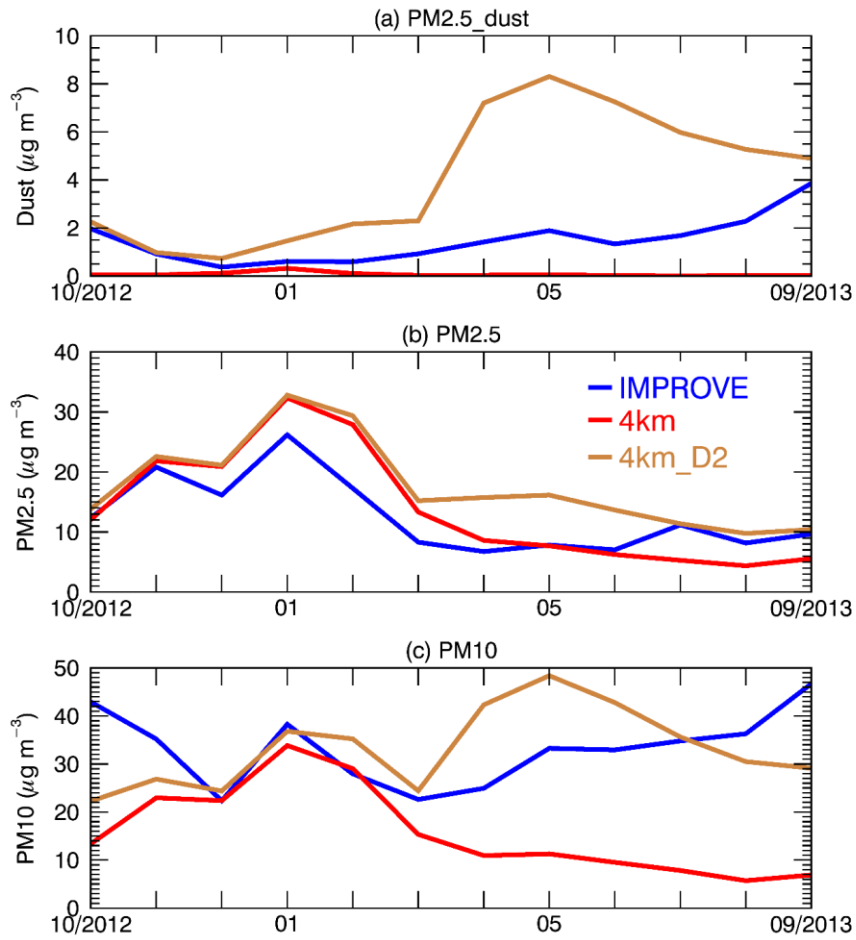 (a) PM2.5_dust
10
8
6
4
2
0
Dust (μg m⁻³)
10/2012 01 05 09/2013
(b) PM2.5
40
30
20
10
0
PM2.5 (μg m⁻³)
IMPROVE
4km
4km_D2
10/2012 01 05 09/2013
(c) PM10
50
40
30
20
10
0
PM10 (μg m⁻³)
10/2012 01 05 09/2013